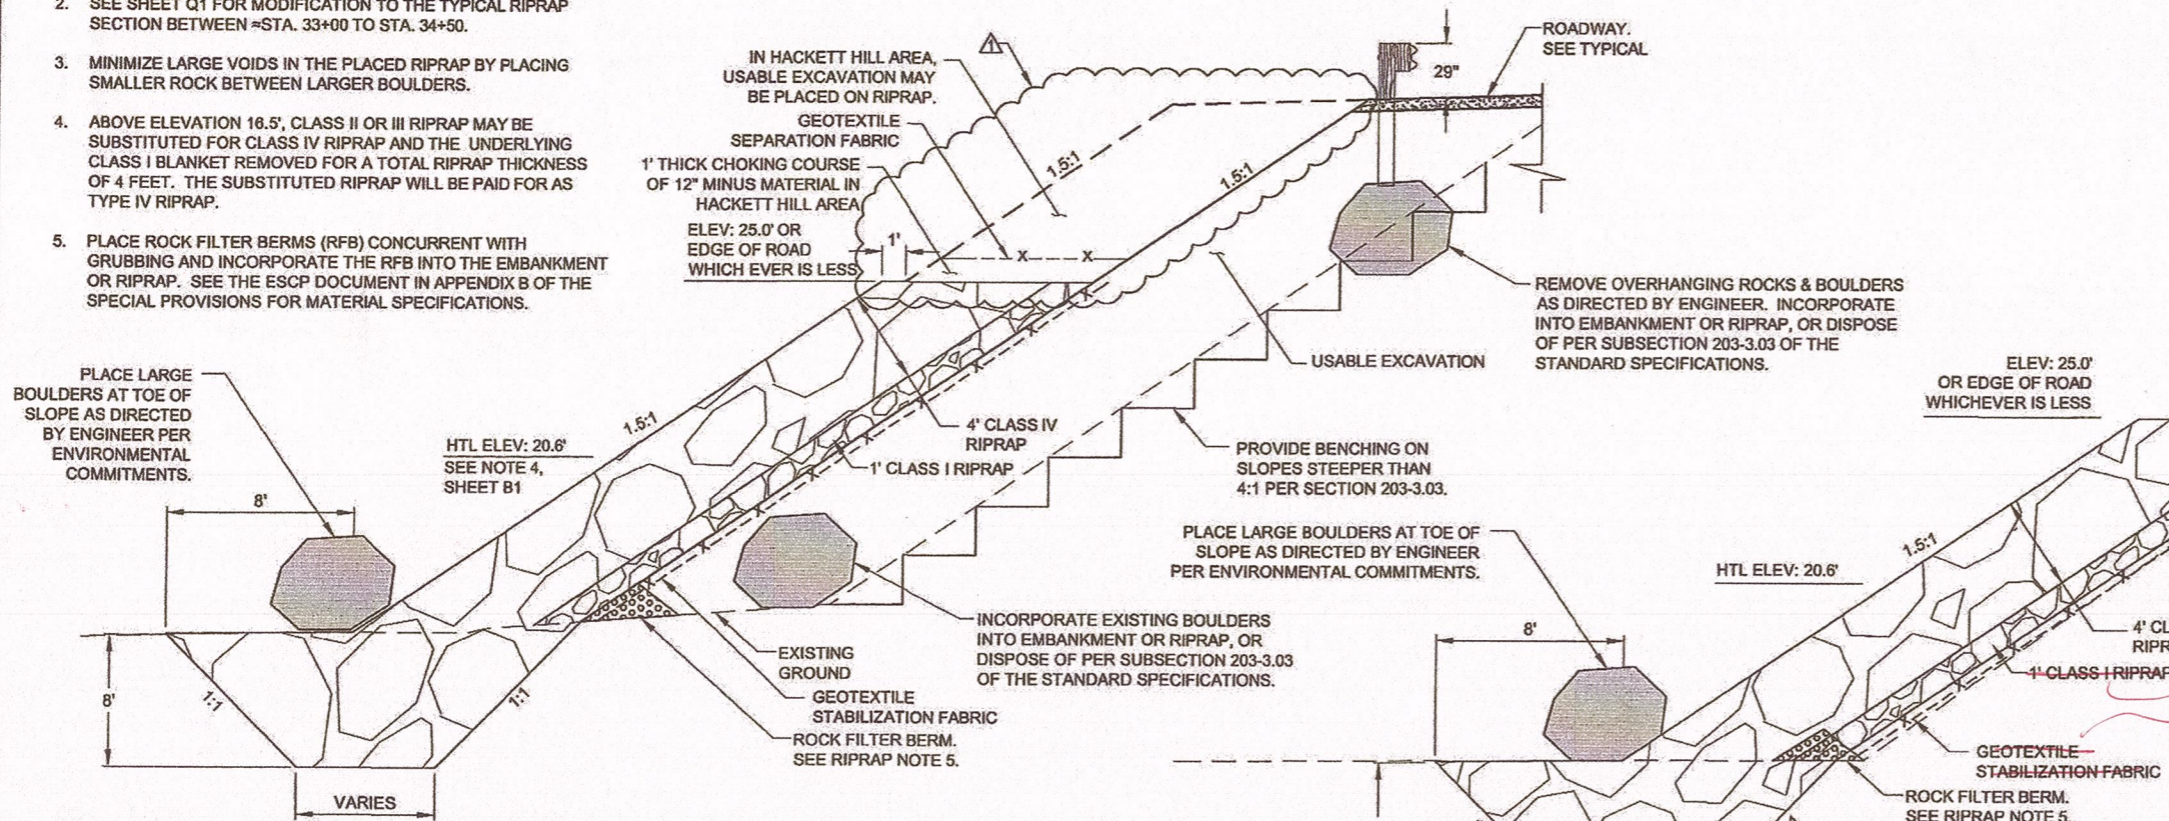 2. SEE SHEET Q1 FOR MODIFICATION TO THE TYPICAL RIPRAP
SECTION BETWEEN ≈STA. 33+00 TO STA. 34+50.
3. MINIMIZE LARGE VOIDS IN THE PLACED RIPRAP BY PLACING
SMALLER ROCK BETWEEN LARGER BOULDERS.
4. ABOVE ELEVATION 16.5', CLASS II OR III RIPRAP MAY BE
SUBSTITUTED FOR CLASS IV RIPRAP AND THE UNDERLYING
CLASS I BLANKET REMOVED FOR A TOTAL RIPRAP THICKNESS
OF 4 FEET. THE SUBSTITUTED RIPRAP WILL BE PAID FOR AS
TYPE IV RIPRAP.
5. PLACE ROCK FILTER BERMS (RFB) CONCURRENT WITH
GRUBBING AND INCORPORATE THE RFB INTO THE EMBANKMENT
OR RIPRAP. SEE THE ESCP DOCUMENT IN APPENDIX B OF THE
SPECIAL PROVISIONS FOR MATERIAL SPECIFICATIONS.
IN HACKETT HILL AREA,
USABLE EXCAVATION MAY
BE PLACED ON RIPRAP.
GEOTEXTILE
SEPARATION FABRIC
1' THICK CHOKING COURSE
OF 12" MINUS MATERIAL IN
HACKETT HILL AREA
ELEV: 25.0' OR
EDGE OF ROAD
WHICH EVER IS LESS
1'
1
1.5:1
1.5:1
X
X
29"
ROADWAY.
SEE TYPICAL
REMOVE OVERHANGING ROCKS & BOULDERS
AS DIRECTED BY ENGINEER. INCORPORATE
INTO EMBANKMENT OR RIPRAP, OR DISPOSE
OF PER SUBSECTION 203-3.03 OF THE
STANDARD SPECIFICATIONS.
USABLE EXCAVATION
PLACE LARGE
BOULDERS AT TOE OF
SLOPE AS DIRECTED
BY ENGINEER PER
ENVIRONMENTAL
COMMITMENTS.
HTL ELEV: 20.6'
SEE NOTE 4,
SHEET B1
1.5:1
4' CLASS IV
RIPRAP
1' CLASS I RIPRAP
PROVIDE BENCHING ON
SLOPES STEEPER THAN
4:1 PER SECTION 203-3.03.
8'
8'
1:1
1:1
VARIES
INCORPORATE EXISTING BOULDERS
INTO EMBANKMENT OR RIPRAP, OR
DISPOSE OF PER SUBSECTION 203-3.03
OF THE STANDARD SPECIFICATIONS.
EXISTING
GROUND
GEOTEXTILE
STABILIZATION FABRIC
ROCK FILTER BERM.
SEE RIPRAP NOTE 5.
ELEV: 25.0'
OR EDGE OF ROAD
WHICHEVER IS LESS
PLACE LARGE BOULDERS AT TOE OF
SLOPE AS DIRECTED BY ENGINEER
PER ENVIRONMENTAL COMMITMENTS.
HTL ELEV: 20.6'
1.5:1
8'
4' CL
RIPR
1' CLASS I RIPRAP
GEOTEXTILE
STABILIZATION FABRIC
ROCK FILTER BERM.
SEE RIPRAP NOTE 5.